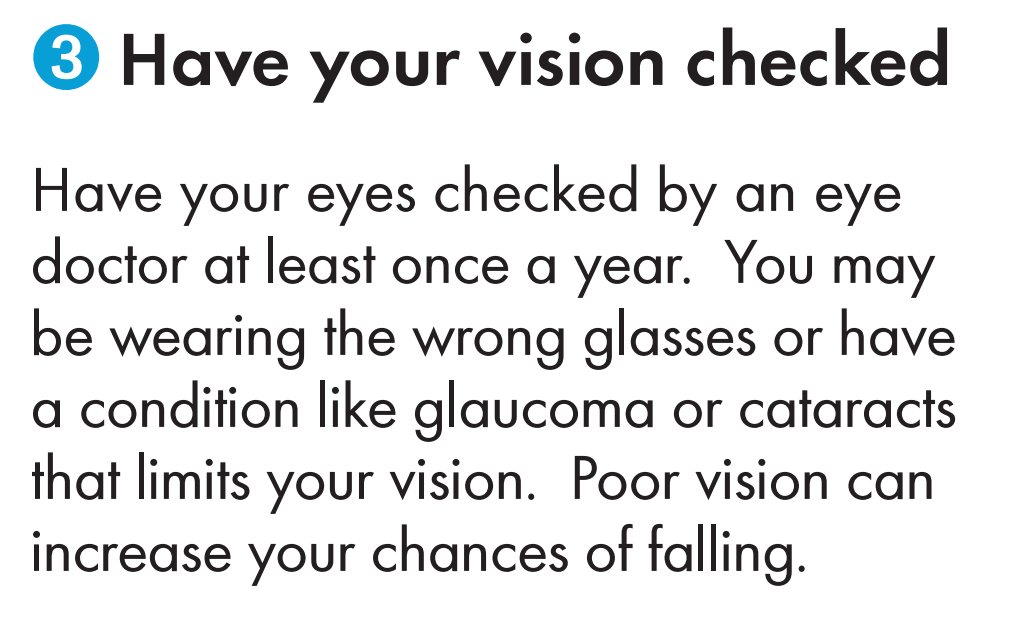 3 Have your vision checked
Have your eyes checked by an eye
doctor at least once a year.  You may
be wearing the wrong glasses or have
a condition like glaucoma or cataracts
that limits your vision.  Poor vision can
increase your chances of falling.